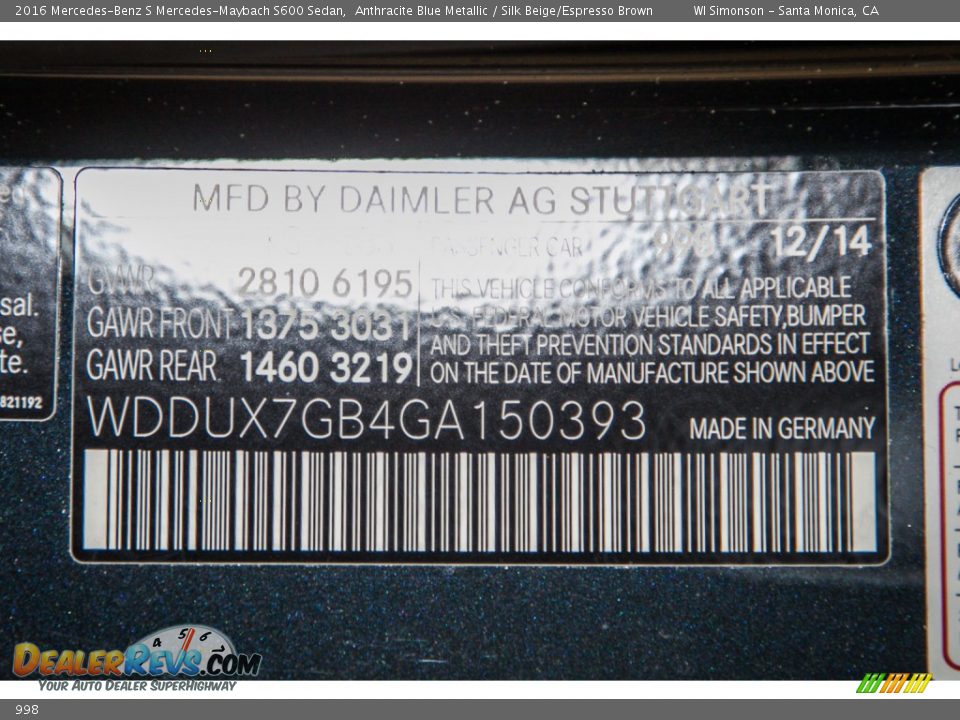 2016 Mercedes-Benz S Mercedes-Maybach S600 Sedan, Anthracite Blue Metallic / Silk Beige/Espresso Brown WI Simonson - Santa Monica, CA
MFD BY DAIMLER AG STUTTGART
PASSENGER CAR 998 12/14
GVWR 2810 6195
GAWR FRONT 1375 3031
GAWR REAR 1460 3219
THIS VEHICLE CONFORMS TO ALL APPLICABLE
U.S. FEDERAL MOTOR VEHICLE SAFETY,BUMPER
AND THEFT PREVENTION STANDARDS IN EFFECT
ON THE DATE OF MANUFACTURE SHOWN ABOVE
WDDUX7GB4GA150393 MADE IN GERMANY
sal.
se,
te.
821192
4 5 6
DEALERREVS.COM
YOUR AUTO DEALER SUPERHIGHWAY
998